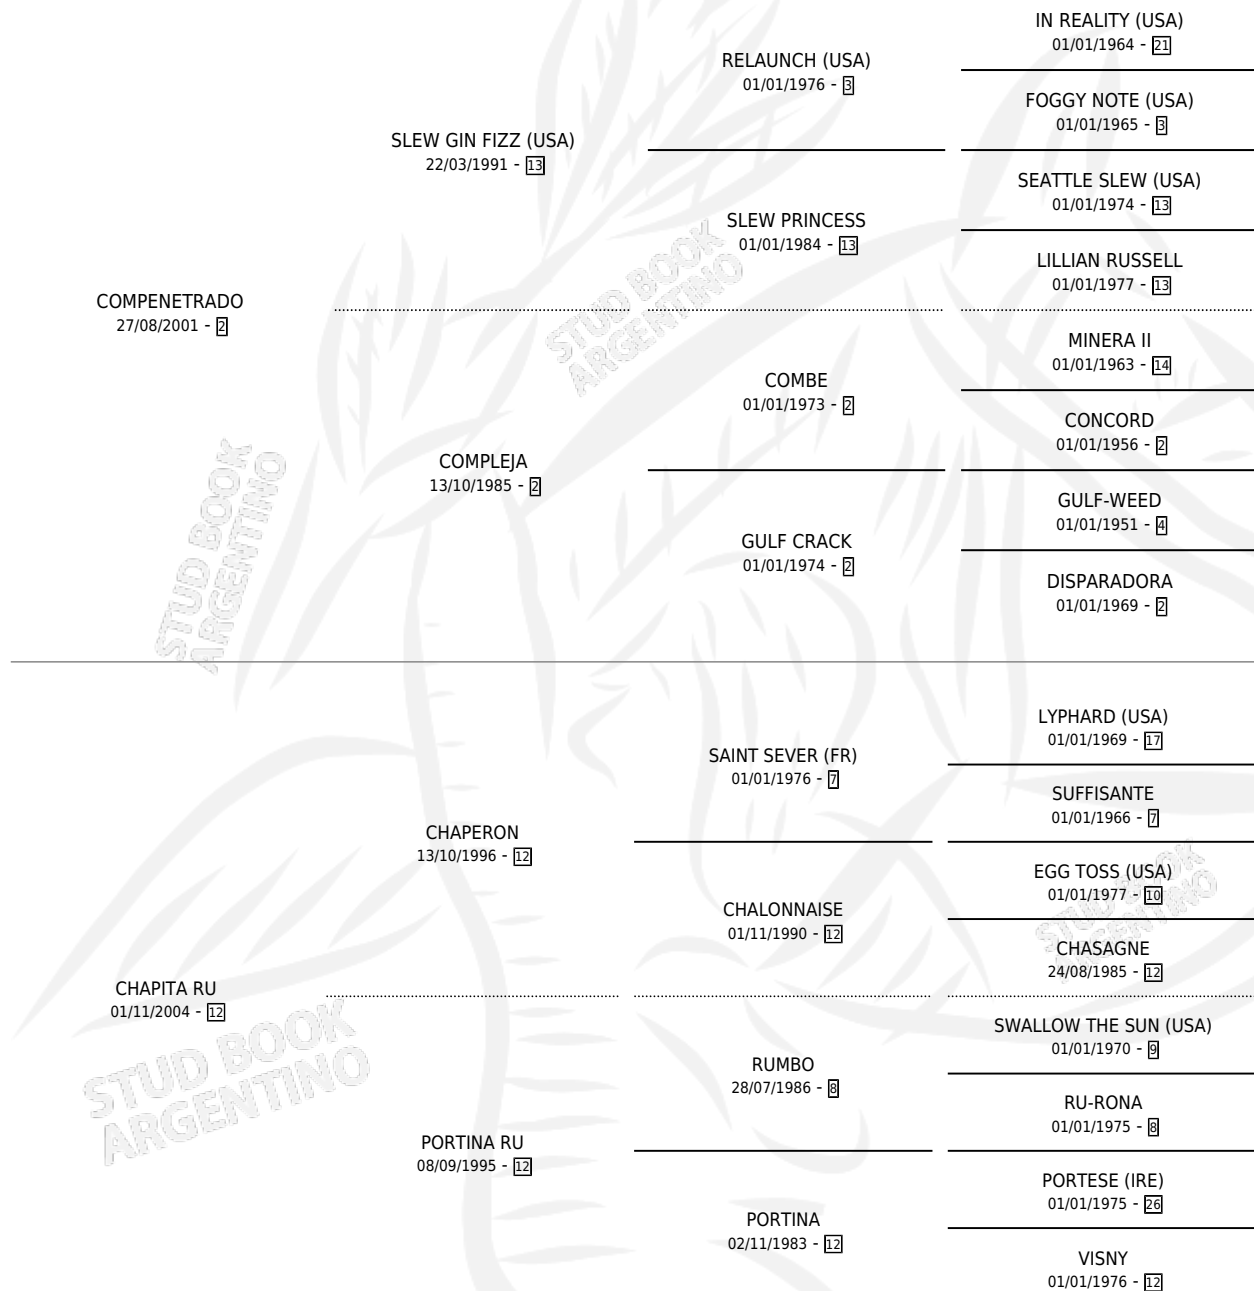 IN REALITY (USA)
01/01/1964 - 21
RELAUNCH (USA)
01/01/1976 - 3
FOGGY NOTE (USA)
01/01/1965 - 3
SLEW GIN FIZZ (USA)
22/03/1991 - 13
SEATTLE SLEW (USA)
01/01/1974 - 13
SLEW PRINCESS
01/01/1984 - 13
LILLIAN RUSSELL
01/01/1977 - 13
STUD BOOK
ARGENTINO
COMPENETRADO
27/08/2001 - 2
MINERA II
01/01/1963 - 14
COMBE
01/01/1973 - 2
CONCORD
01/01/1956 - 2
COMPLEJA
13/10/1985 - 2
GULF-WEED
01/01/1951 - 4
GULF CRACK
01/01/1974 - 2
DISPARADORA
01/01/1969 - 2
STUD BOOK
ARGENTINO
LYPHARD (USA)
01/01/1969 - 17
SAINT SEVER (FR)
01/01/1976 - 7
SUFFISANTE
01/01/1966 - 7
CHAPERON
13/10/1996 - 12
EGG TOSS (USA)
01/01/1977 - 10
CHALONNAISE
01/11/1990 - 12
STUD BOOK
ARGENTINO
CHASAGNE
24/08/1985 - 12
CHAPITA RU
01/11/2004 - 12
SWALLOW THE SUN (USA)
01/01/1970 - 9
RUMBO
28/07/1986 - 8
STUD BOOK
ARGENTINO
RU-RONA
01/01/1975 - 8
PORTINA RU
08/09/1995 - 12
PORTESE (IRE)
01/01/1975 - 26
PORTINA
02/11/1983 - 12
VISNY
01/01/1976 - 12